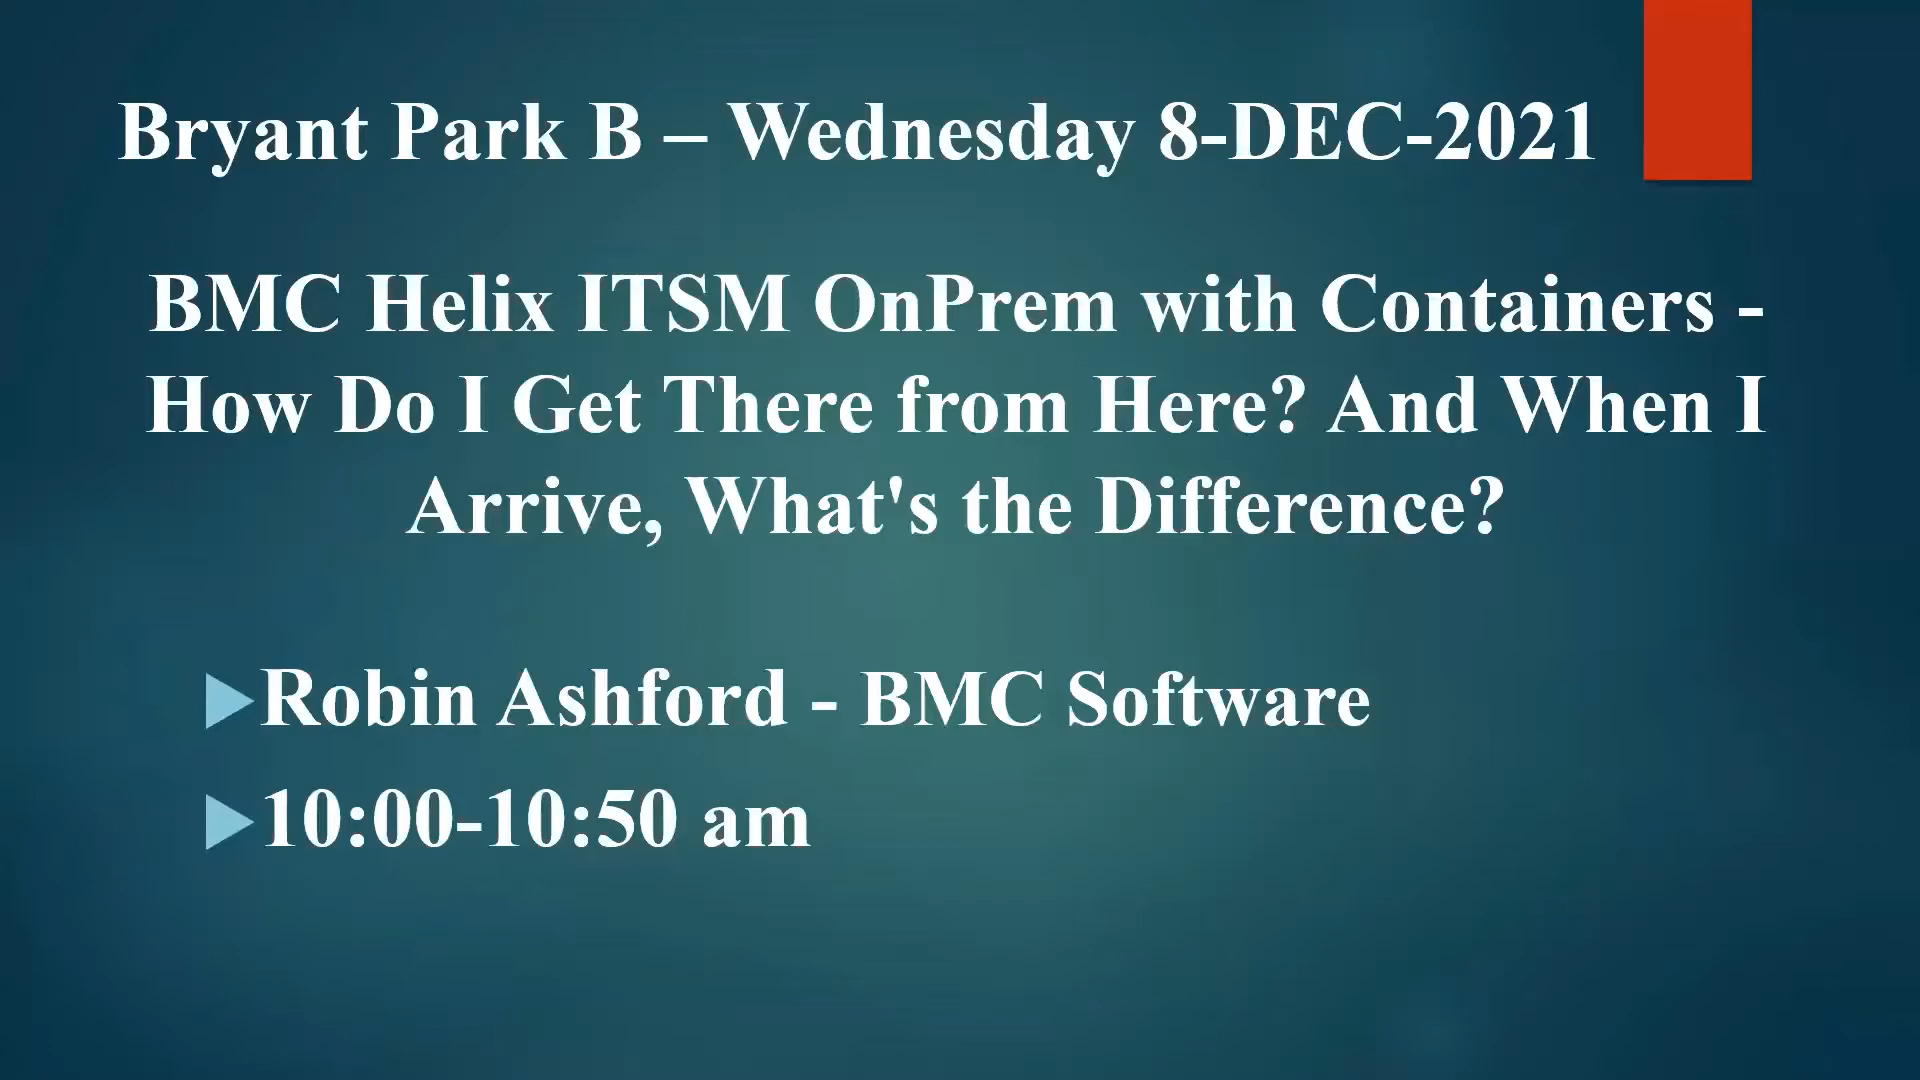 Bryant Park B – Wednesday 8-DEC-2021
BMC Helix ITSM OnPrem with Containers -
How Do I Get There from Here? And When I
Arrive, What's the Difference?
Robin Ashford - BMC Software
10:00-10:50 am